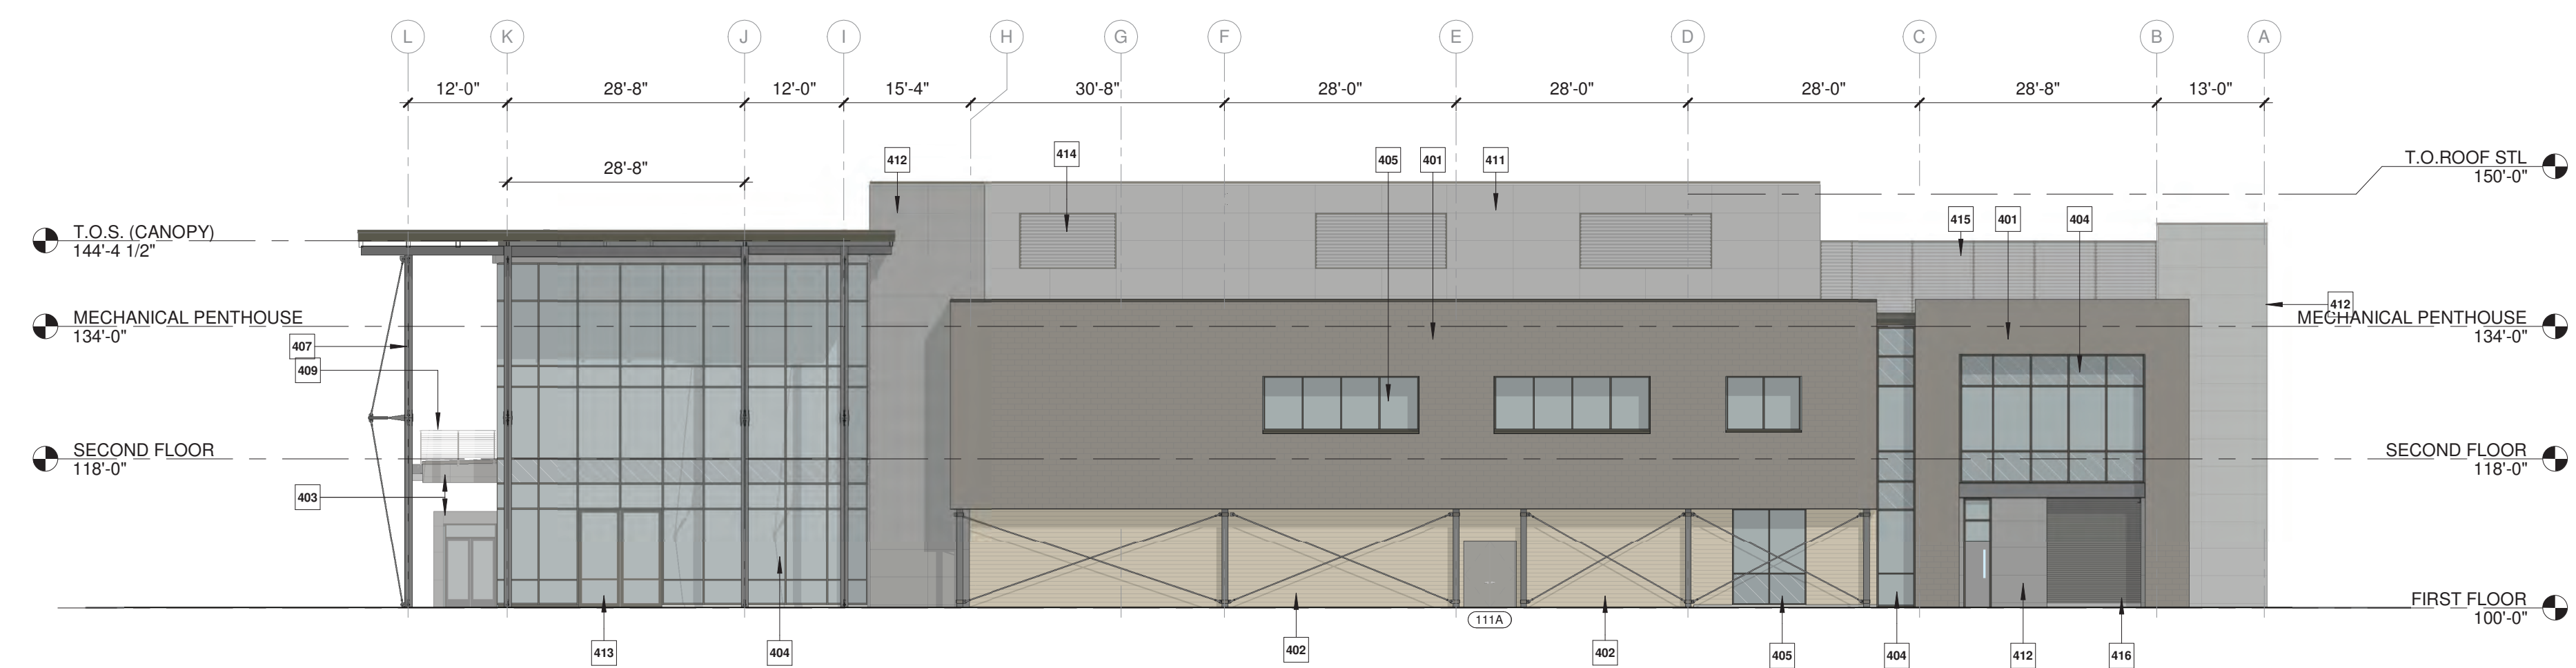 L K J I H G F E D C B A
12'-0" 28'-8" 12'-0" 15'-4" 30'-8" 28'-0" 28'-0" 28'-0" 28'-8" 13'-0"
28'-8"
412 414 405 401 411
T.O.ROOF STL
150'-0"
415 401 404
T.O.S. (CANOPY)
144'-4 1/2"
412
MECHANICAL PENTHOUSE
134'-0"
MECHANICAL PENTHOUSE
134'-0"
407
409
SECOND FLOOR
118'-0"
SECOND FLOOR
118'-0"
403
FIRST FLOOR
100'-0"
111A
413 404 402 402 405 404 412 416